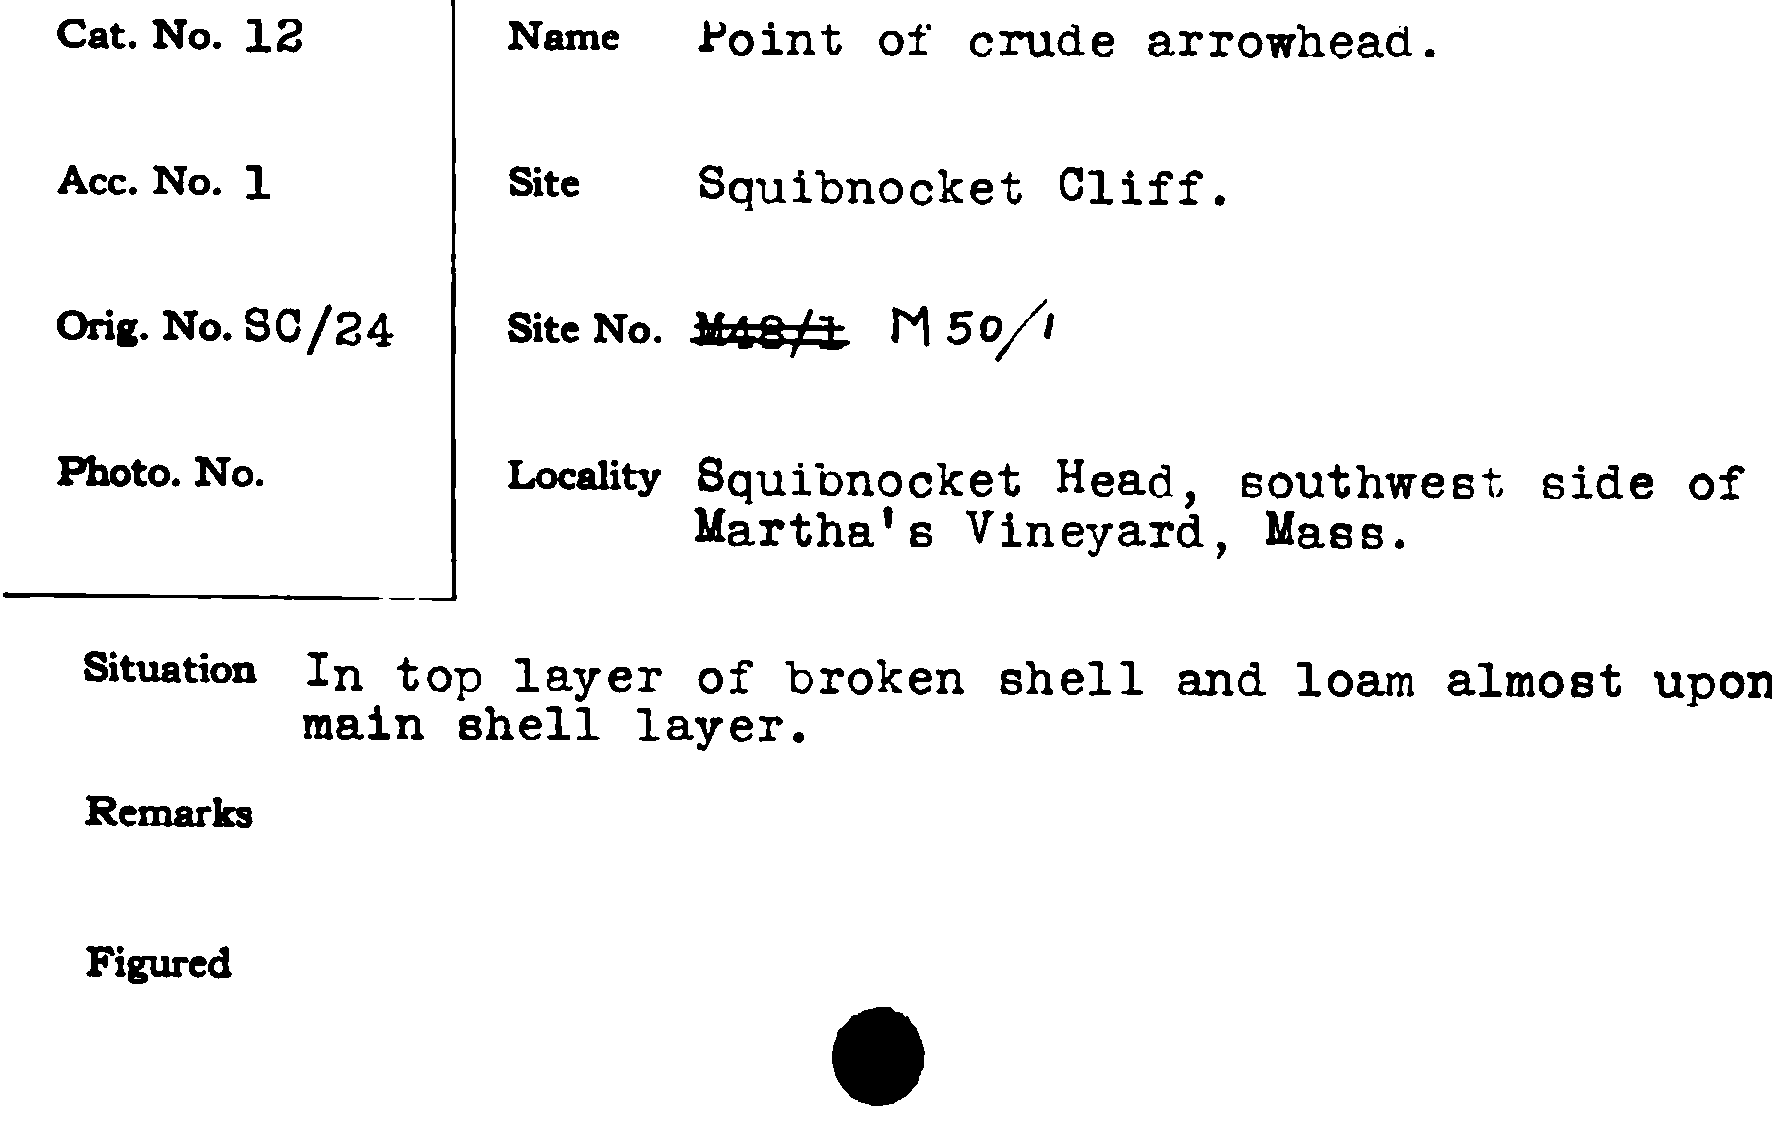 Cat. No. 12
Name Point of crude arrowhead.
Acc. No. 1
Site Squibnocket Cliff.
Orig. No. SC/24
Site No. M48/1 M 50/1
Photo. No.
Locality Squibnocket Head, southwest side of
Martha's Vineyard, Mass.
Situation In top layer of broken shell and loam almost upon
main shell layer.
Remarks
Figured